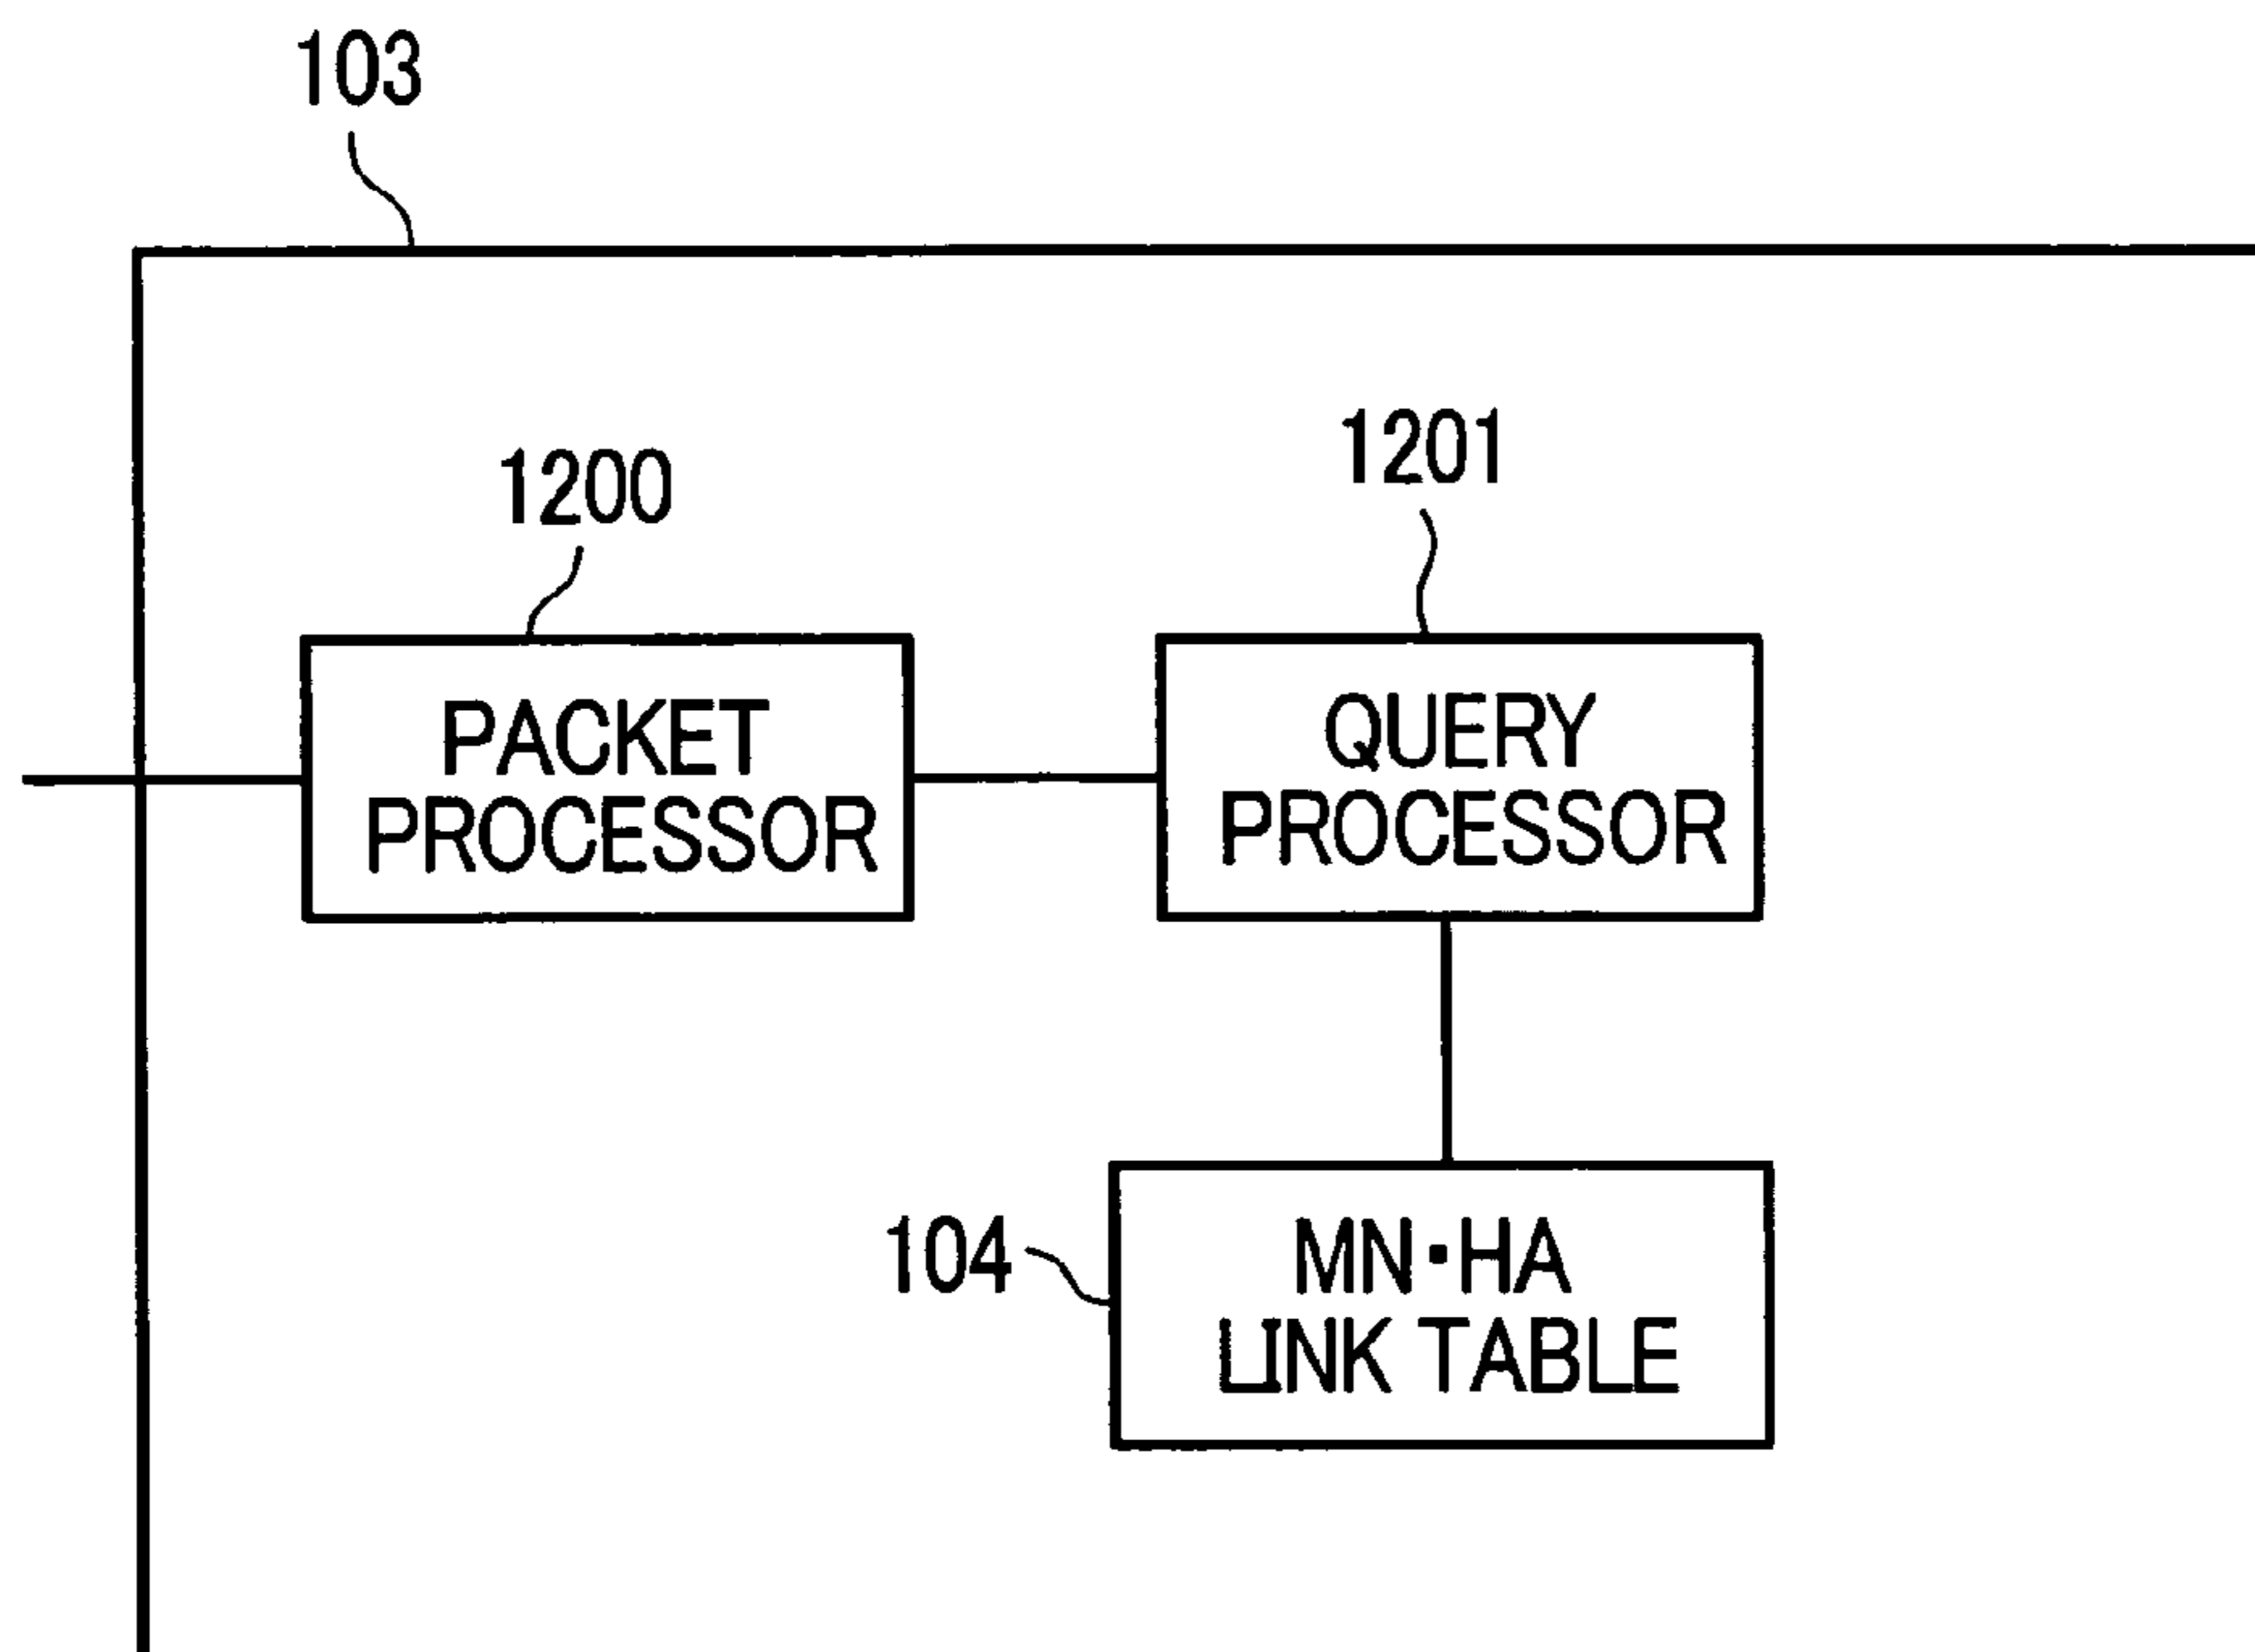 103
1200
1201
PACKET
PROCESSOR
QUERY
PROCESSOR
104
MN·HA
LINK TABLE